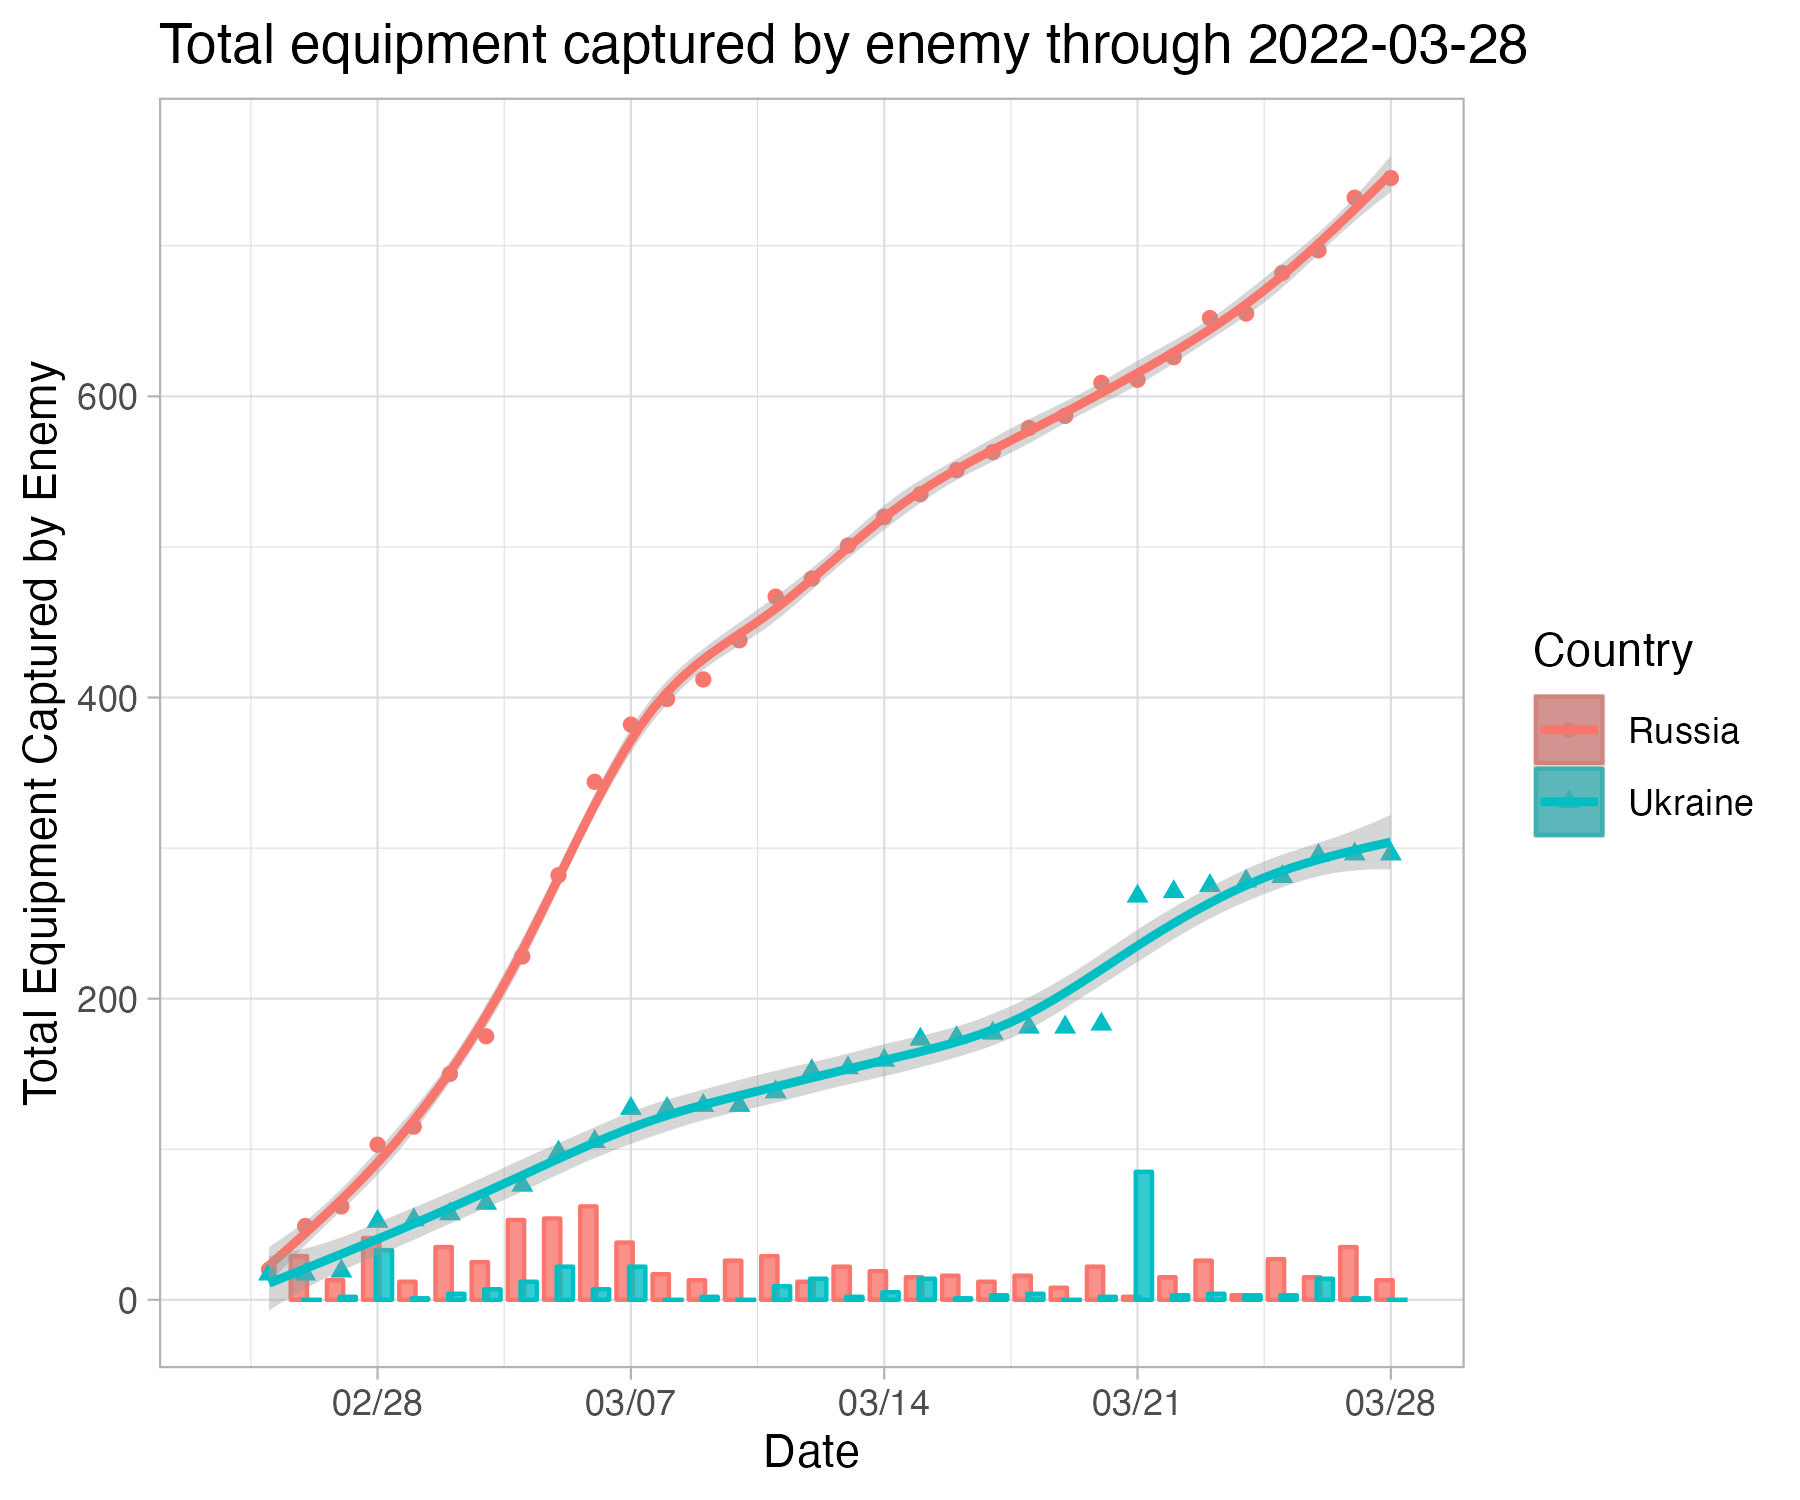 Total equipment captured by enemy through 2022-03-28
Total Equipment Captured by Enemy
600
400
200
0
02/28
03/07
03/14
03/21
03/28
Date
Country
Russia
Ukraine